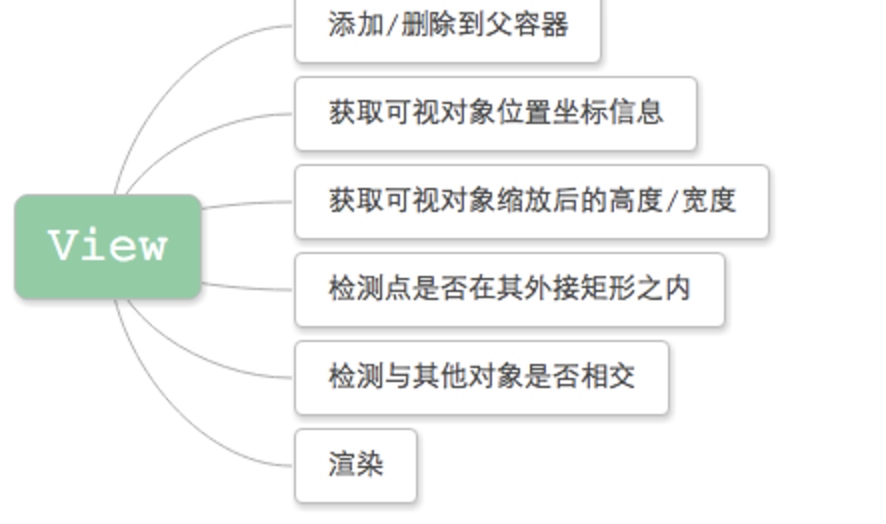 添加/删除到父容器
获取可视对象位置坐标信息
获取可视对象缩放后的高度/宽度
View
检测点是否在其外接矩形之内
检测与其他对象是否相交
渲染